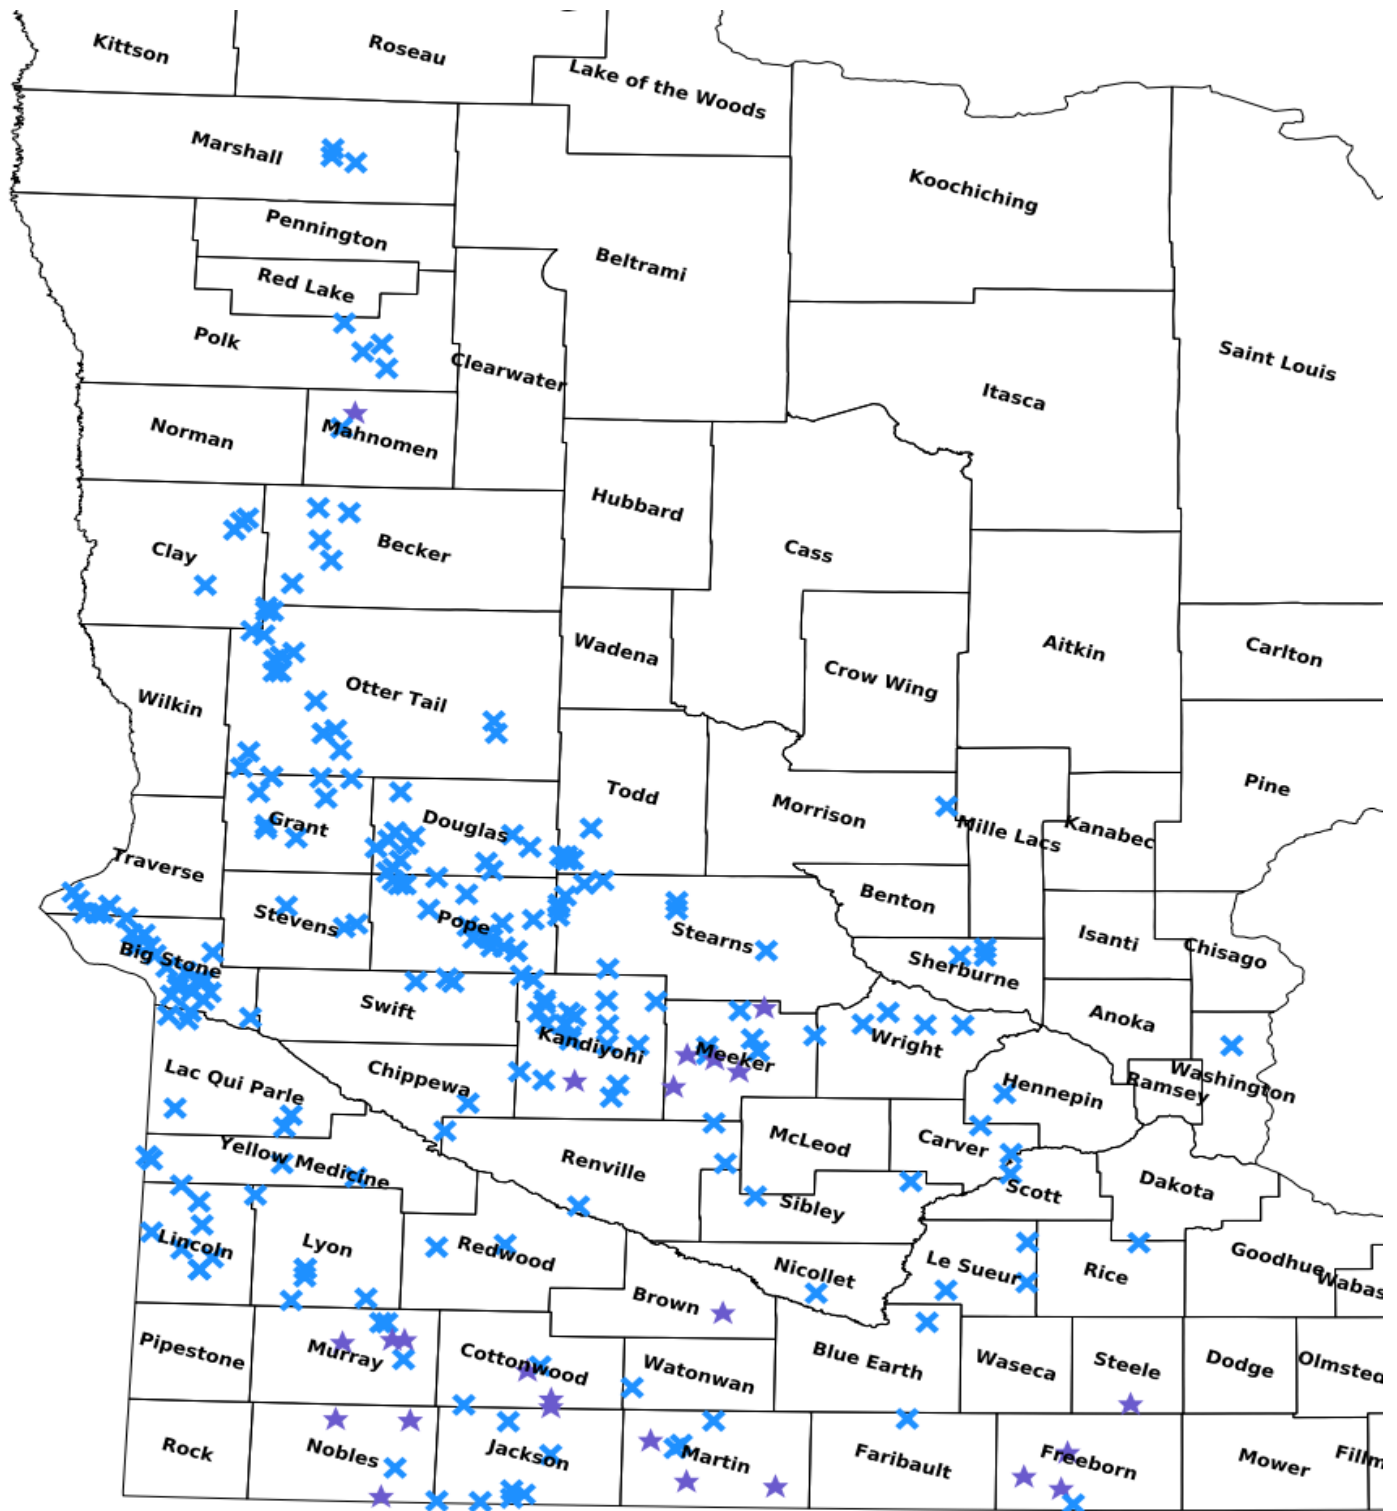 Kittson
Roseau
Lake of the Woods
Marshall
Koochiching
Pennington
Beltrami
Red Lake
Polk
Clearwater
Saint Louis
Itasca
Norman
Mahnomen
Hubbard
Clay
Becker
Cass
Wadena
Aitkin
Carlton
Crow Wing
Wilkin
Otter Tail
Todd
Morrison
Pine
Grant
Douglas
Mille Lacs
Kanabec
Traverse
Benton
Stevens
Pope
Stearns
Isanti
Chisago
Big Stone
Sherburne
Swift
Anoka
Kandiyohi
Meeker
Wright
Lac Qui Parle
Chippewa
Hennepin
Ramsey
Washington
McLeod
Carver
Yellow Medicine
Renville
Scott
Dakota
Sibley
Lincoln
Lyon
Redwood
Nicollet
Le Sueur
Rice
Goodhue
Wabas
Brown
Pipestone
Murray
Cottonwood
Watonwan
Blue Earth
Waseca
Steele
Dodge
Olmsted
Rock
Nobles
Jackson
Martin
Faribault
Freeborn
Mower
Fillm